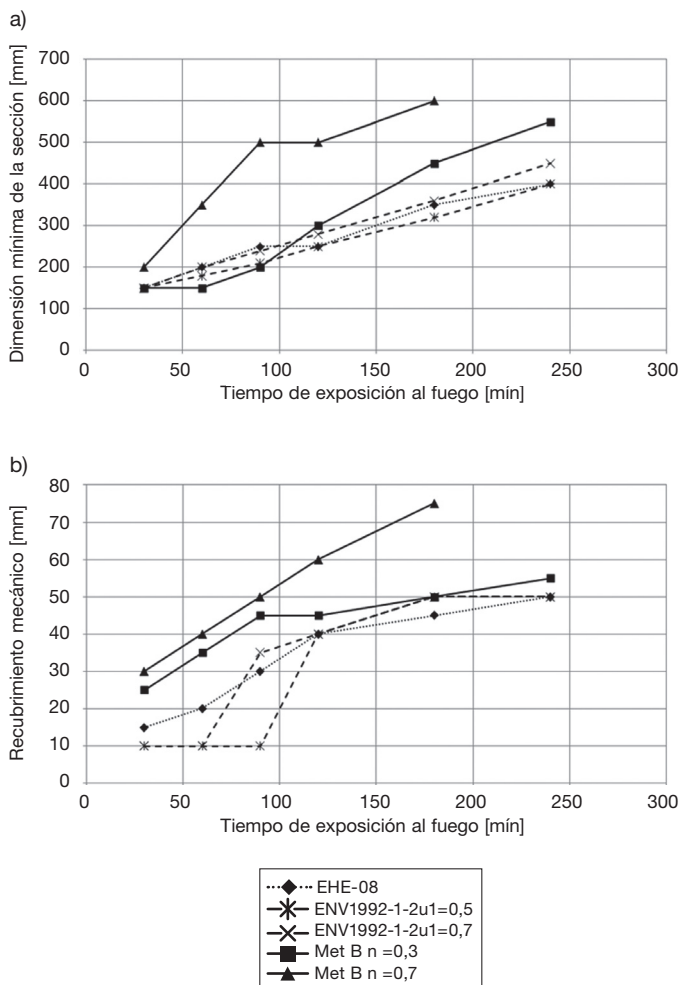 a)
Dimensión mínima de la sección [mm]
700
600
500
400
300
200
100
0
0 50 100 150 200 250 300
Tiempo de exposición al fuego [mín]
b)
Recubrimiento mecánico [mm]
80
70
60
50
40
30
20
10
0
0 50 100 150 200 250 300
Tiempo de exposición al fuego [mín]
EHE-08
ENV1992-1-2u1=0,5
ENV1992-1-2u1=0,7
Met B n =0,3
Met B n =0,7